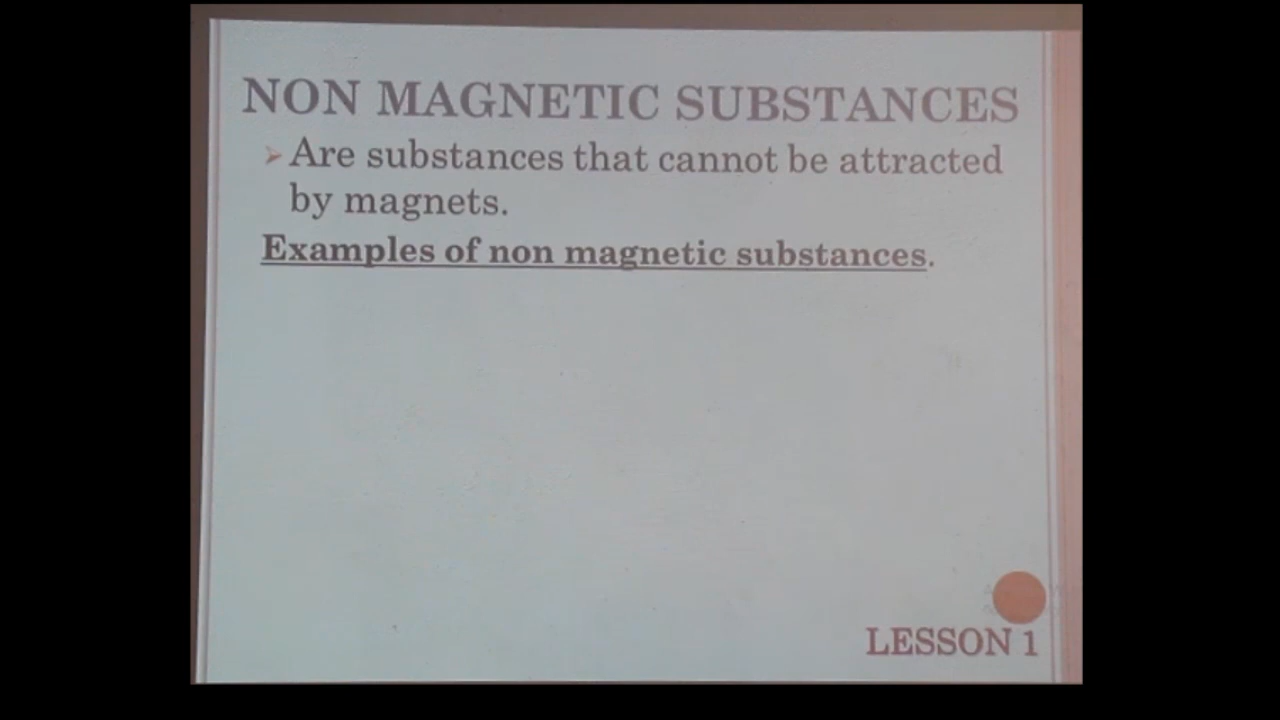 NON MAGNETIC SUBSTANCES
Are substances that cannot be attracted
by magnets.
Examples of non magnetic substances.
LESSON 1